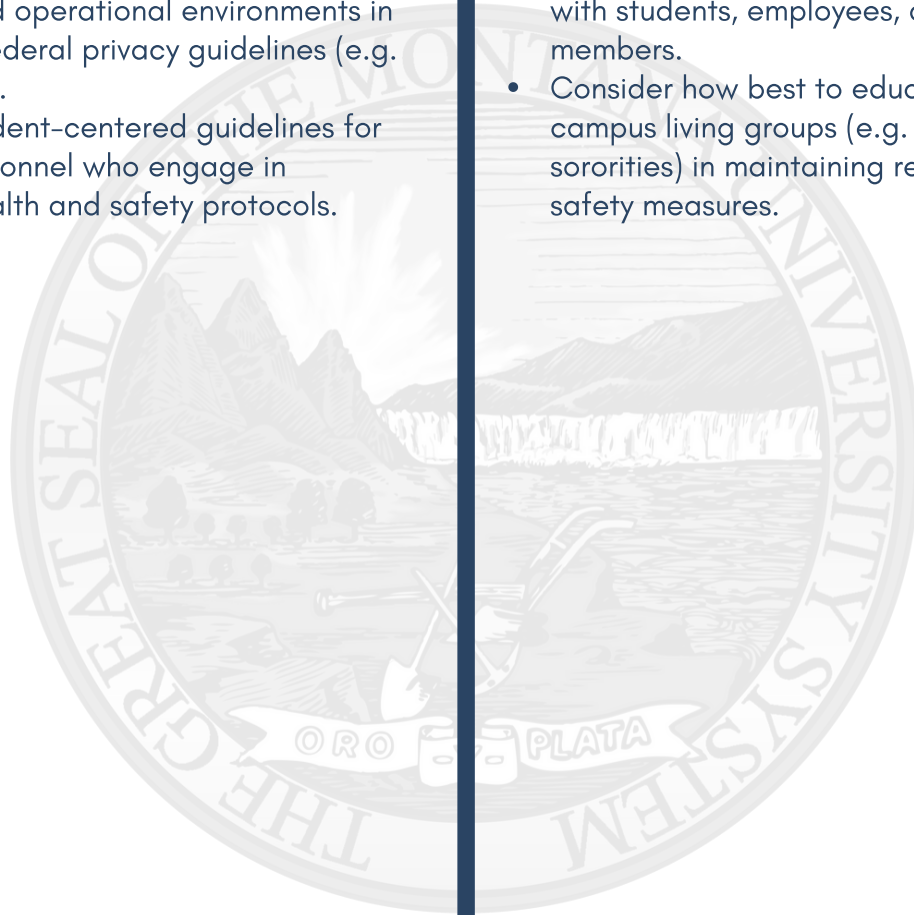 d operational environments in
ederal privacy guidelines (e.g.
.
dent-centered guidelines for
onnel who engage in
alth and safety protocols.
with students, employees,
members.
• Consider how best to educ
campus living groups (e.g.
sororities) in maintaining re
safety measures.
THE GREAT SEAL OF THE MONTANA UNIVERSITY SYSTEM
ORO Y PLATA